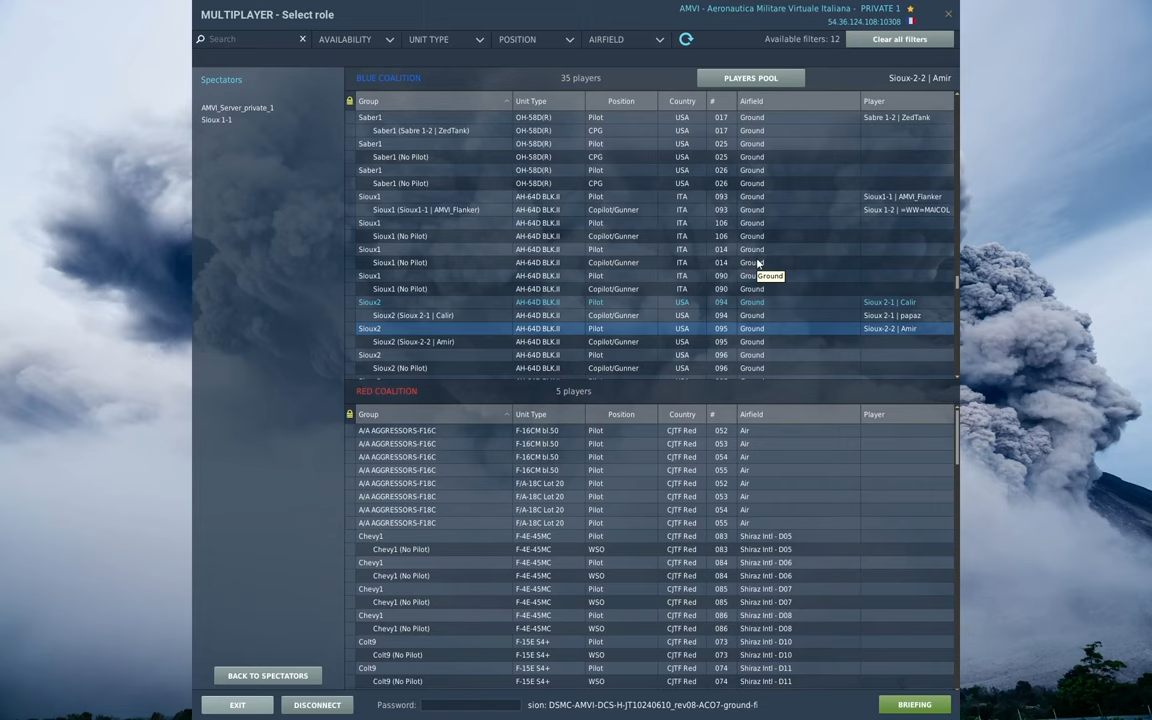 MULTIPLAYER - Select role
AMVI - Aeronautica Militare Virtuale Italiana - PRIVATE 1
54.36.124.108:10308
Search AVAILABILITY UNIT TYPE POSITION AIRFIELD Available filters: 12 Clear all filters
Spectators
AMVI_Server_private_1
Sioux 1-1
BLUE COALITION 35 players PLAYERS POOL Sioux-2-2 | Amir
Group Unit Type Position Country # Airfield Player
Saber1 OH-58D(R) Pilot USA 017 Ground Sabre 1-2 | ZedTank
Saber1 (Sabre 1-2 | ZedTank) OH-58D(R) CPG USA 017 Ground
Saber1 OH-58D(R) Pilot USA 025 Ground
Saber1 (No Pilot) OH-58D(R) CPG USA 025 Ground
Saber1 OH-58D(R) Pilot USA 026 Ground
Saber1 (No Pilot) OH-58D(R) CPG USA 026 Ground
Sioux1 AH-64D BLK.II Pilot ITA 093 Ground Sioux1-1 | AMVI_Flanker
Sioux1 (Sioux1-1 | AMVI_Flanker) AH-64D BLK.II Copilot/Gunner ITA 093 Ground Sioux 1-2 | =WW=MAICOL
Sioux1 AH-64D BLK.II Pilot ITA 106 Ground
Sioux1 (No Pilot) AH-64D BLK.II Copilot/Gunner ITA 106 Ground
Sioux1 AH-64D BLK.II Pilot ITA 014 Ground
Sioux1 (No Pilot) AH-64D BLK.II Copilot/Gunner ITA 014 Ground
Sioux1 AH-64D BLK.II Pilot ITA 090 Ground
Ground
Sioux1 (No Pilot) AH-64D BLK.II Copilot/Gunner ITA 090 Ground
Sioux2 AH-64D BLK.II Pilot USA 094 Ground Sioux 2-1 | Calir
Sioux2 (Sioux 2-1 | Calir) AH-64D BLK.II Copilot/Gunner USA 094 Ground Sioux 2-1 | papaz
Sioux2 AH-64D BLK.II Pilot USA 095 Ground Sioux-2-2 | Amir
Sioux2 (Sioux-2-2 | Amir) AH-64D BLK.II Copilot/Gunner USA 095 Ground
Sioux2 AH-64D BLK.II Pilot USA 096 Ground
Sioux2 (No Pilot) AH-64D BLK.II Copilot/Gunner USA 096 Ground
RED COALITION 5 players
Group Unit Type Position Country # Airfield Player
A/A AGGRESSORS-F16C F-16CM bl.50 Pilot CJTF Red 052 Air
A/A AGGRESSORS-F16C F-16CM bl.50 Pilot CJTF Red 053 Air
A/A AGGRESSORS-F16C F-16CM bl.50 Pilot CJTF Red 054 Air
A/A AGGRESSORS-F16C F-16CM bl.50 Pilot CJTF Red 055 Air
A/A AGGRESSORS-F18C F/A-18C Lot 20 Pilot CJTF Red 052 Air
A/A AGGRESSORS-F18C F/A-18C Lot 20 Pilot CJTF Red 053 Air
A/A AGGRESSORS-F18C F/A-18C Lot 20 Pilot CJTF Red 054 Air
A/A AGGRESSORS-F18C F/A-18C Lot 20 Pilot CJTF Red 055 Air
Chevy1 F-4E-45MC Pilot CJTF Red 083 Shiraz Intl - D05
Chevy1 (No Pilot) F-4E-45MC WSO CJTF Red 083 Shiraz Intl - D05
Chevy1 F-4E-45MC Pilot CJTF Red 084 Shiraz Intl - D06
Chevy1 (No Pilot) F-4E-45MC WSO CJTF Red 084 Shiraz Intl - D06
Chevy1 F-4E-45MC Pilot CJTF Red 085 Shiraz Intl - D07
Chevy1 (No Pilot) F-4E-45MC WSO CJTF Red 085 Shiraz Intl - D07
Chevy1 F-4E-45MC Pilot CJTF Red 086 Shiraz Intl - D08
Chevy1 (No Pilot) F-4E-45MC WSO CJTF Red 086 Shiraz Intl - D08
Colt9 F-15E S4+ Pilot CJTF Red 073 Shiraz Intl - D10
Colt9 (No Pilot) F-15E S4+ WSO CJTF Red 073 Shiraz Intl - D10
Colt9 F-15E S4+ Pilot CJTF Red 074 Shiraz Intl - D11
Colt9 (No Pilot) F-15E S4+ WSO CJTF Red 074 Shiraz Intl - D11
BACK TO SPECTATORS
EXIT DISCONNECT Password: sion: DSMC-AMVI-DCS-H-JT10240610_rev08-ACO7-ground-fi BRIEFING